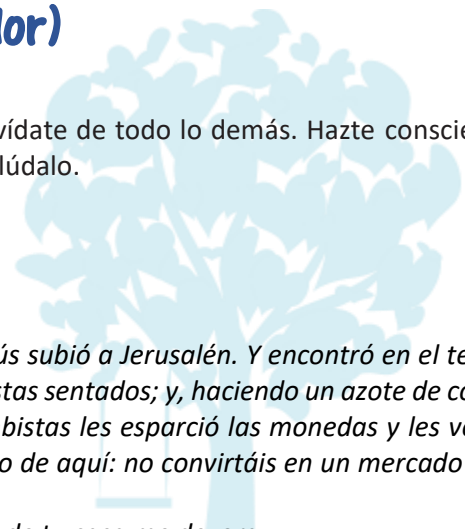 lor)
vídate de todo lo demás. Hazte conscie
lúdalo.
ús subió a Jerusalén. Y encontró en el te
stas sentados; y, haciendo un azote de co
bistas les esparció las monedas y les vo
o de aquí: no convirtáis en un mercado